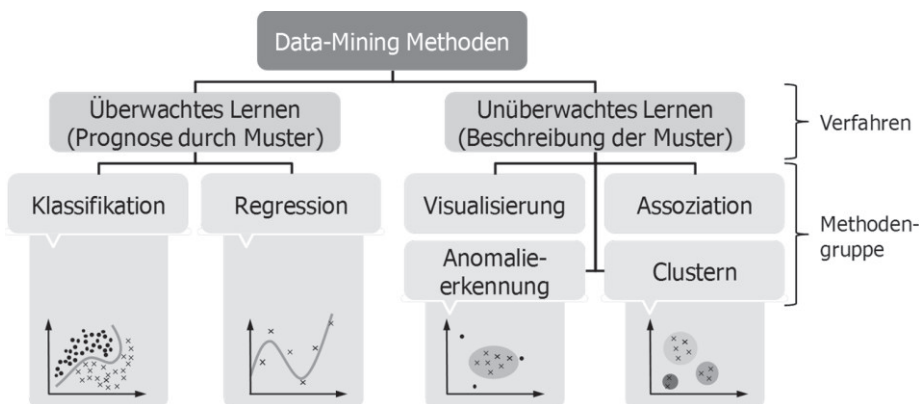 Data-Mining Methoden
Überwachtes Lernen
(Prognose durch Muster)
Unüberwachtes Lernen
(Beschreibung der Muster)
Verfahren
Klassifikation
Regression
Visualisierung
Assoziation
Anomalie-
erkennung
Clustern
Methoden-
gruppe